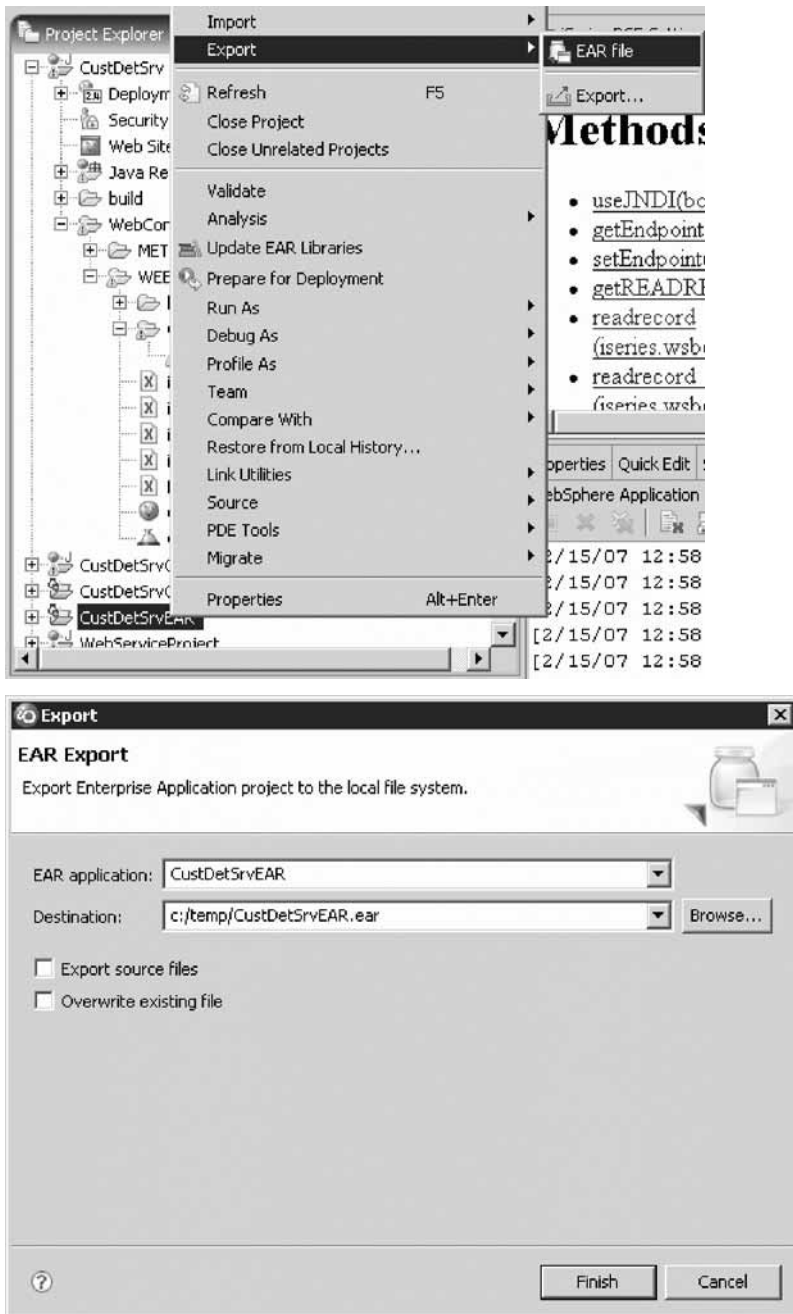 Project Explorer
CustDetSrv
Deploym
Security
Web Site
Java Re
build
WebCor
MET
WEB
CustDetSrv
CustDetSrv
CustDetSrvEAR
WebServiceProject
Import
Export
Refresh F5
Close Project
Close Unrelated Projects
Validate
Analysis
Update EAR Libraries
Prepare for Deployment
Run As
Debug As
Profile As
Team
Compare With
Restore from Local History...
Link Utilities
Source
PDE Tools
Migrate
Properties Alt+Enter
EAR file
Export...
Methods
useJNDI(bo
getEndpoint
setEndpoint
getREADRE
readrecord
(iseries.wsb
readrecord
(iseries.wsb
operties Quick Edit
ebSphere Application
2/15/07 12:58
2/15/07 12:58
2/15/07 12:58
[2/15/07 12:58
[2/15/07 12:58
Export
EAR Export
Export Enterprise Application project to the local file system.
EAR application: CustDetSrvEAR
Destination: c:/temp/CustDetSrvEAR.ear Browse...
Export source files
Overwrite existing file
? Finish Cancel